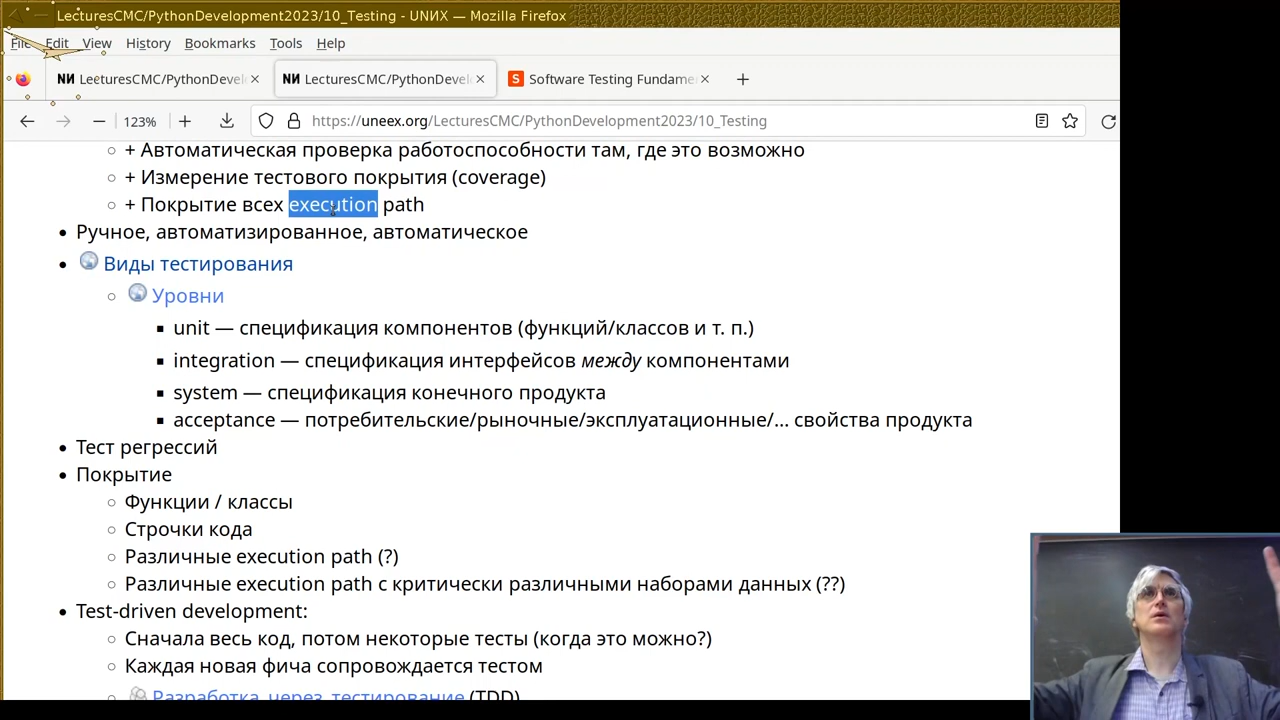 LecturesCMC/PythonDevelopment2023/10_Testing - UNИX — Mozilla Firefox
File Edit View History Bookmarks Tools Help
LecturesCMC/PythonDevel
LecturesCMC/PythonDevel
Software Testing Fundame
123%
https://uneex.org/LecturesCMC/PythonDevelopment2023/10_Testing
+ Автоматическая проверка работоспособности там, где это возможно
+ Измерение тестового покрытия (coverage)
+ Покрытие всех execution path
Ручное, автоматизированное, автоматическое
Виды тестирования
Уровни
unit — спецификация компонентов (функций/классов и т. п.)
integration — спецификация интерфейсов между компонентами
system — спецификация конечного продукта
acceptance — потребительские/рыночные/эксплуатационные/... свойства продукта
Тест регрессий
Покрытие
Функции / классы
Строчки кода
Различные execution path (?)
Различные execution path с критически различными наборами данных (??)
Test-driven development:
Сначала весь код, потом некоторые тесты (когда это можно?)
Каждая новая фича сопровождается тестом
Разработка_через_тестирование (TDD)